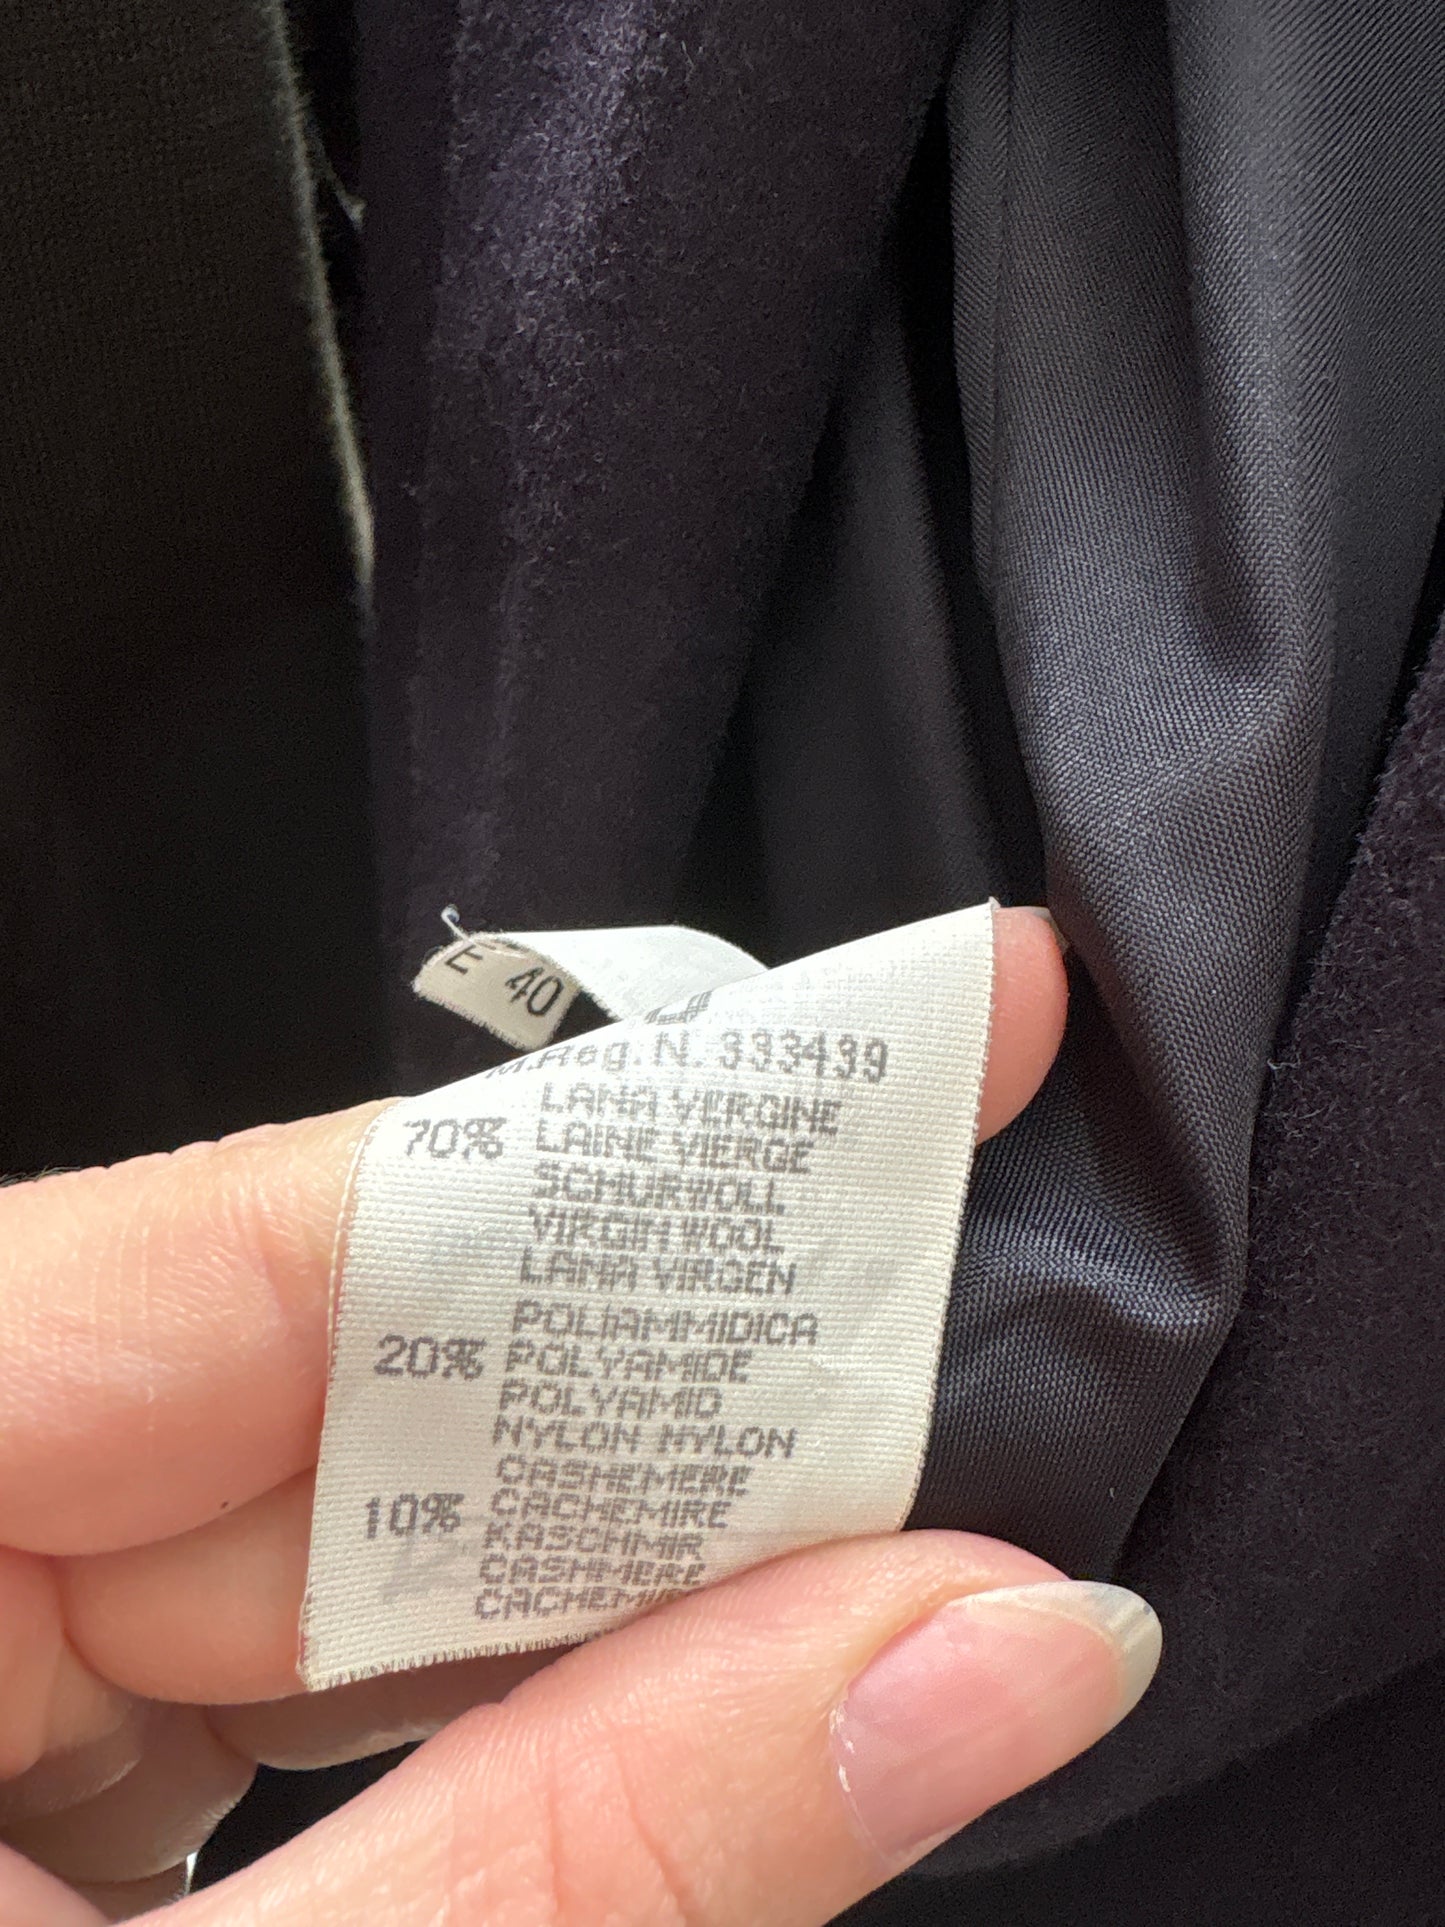 E 40
M.Reg. N. 333439
LANA VERGINE
70% LAINE VIERGE
SCHURWOLL
VIRGIN WOOL
LANA VIRGEN
POLIAMMIDICA
20% POLYAMIDE
POLYAMID
NYLON NYLON
CASHEMERE
10% CACHEMIRE
KASCHMIR
CASHMERE